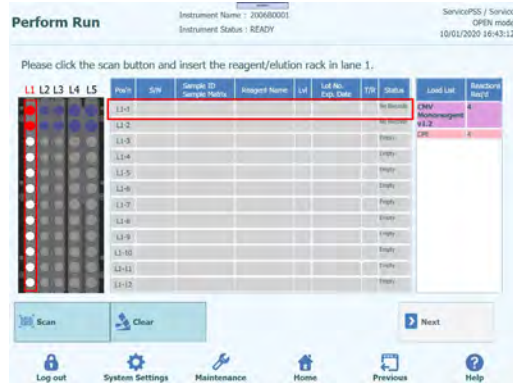 Perform Run
Instrument Name : 200680001
Instrument Status : READY
ServicePSS / Service
OPEN mode
10/01/2020 16:43:12
Please click the scan button and insert the reagent/elution rack in lane 1.
L1 L2 L3 L4 L5
Pos'n S/N Sample ID Sample Matrix Reagent Name Lvl Lot No. Exp. Date T/R Status
Load List Reactions Req'd
L1-1 No Records
L1-2 No Records
L1-3 Empty
L1-4 Empty
L1-5 Empty
L1-6 Empty
L1-7 Empty
L1-8 Empty
L1-9 Empty
L1-10 Empty
L1-11 Empty
L1-12 Empty
CMV Monoreagent v1.2 4
CPE 4
Scan
Clear
Next
Log out
System Settings
Maintenance
Home
Previous
Help